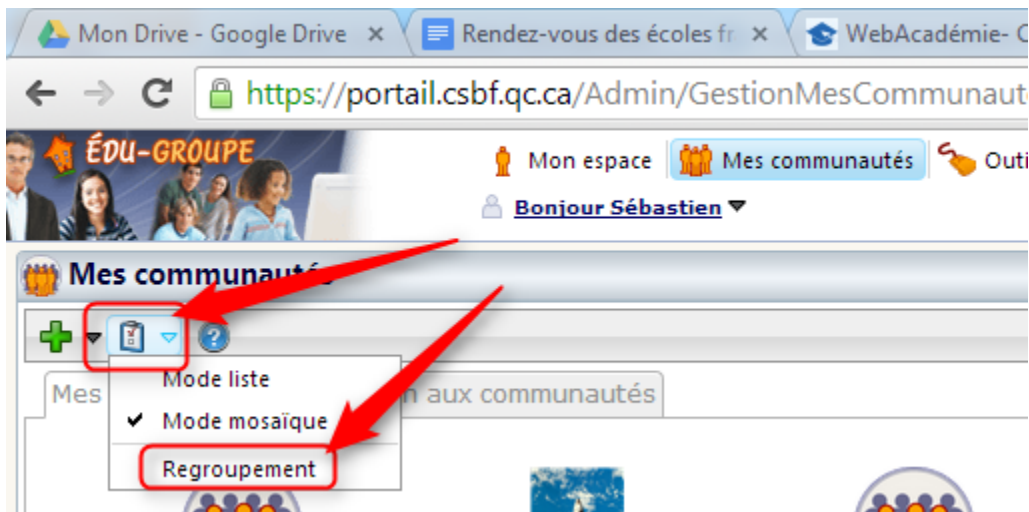 Mon Drive - Google Drive
Rendez-vous des écoles fr
WebAcadémie- C
https://portail.csbf.qc.ca/Admin/GestionMesCommunaut
ÉDU-GROUPE
Mon espace
Mes communautés
Outi
Bonjour Sébastien
Mes communautés
Mes
n aux communautés
Mode liste
Mode mosaïque
Regroupement